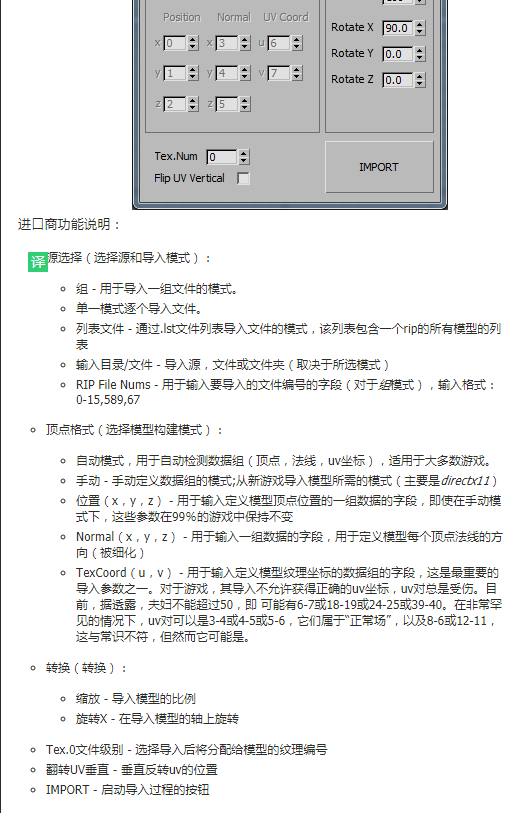 Position Normal UV Coord
x 0 x 3 u 6
y 1 y 4 v 7
z 2 z 5
Rotate X 90.0
Rotate Y 0.0
Rotate Z 0.0
Tex.Num 0
Flip UV Vertical
IMPORT
进口商功能说明：
译
源选择（选择源和导入模式）：
组 - 用于导入一组文件的模式。
单一模式逐个导入文件。
列表文件 - 通过.lst文件列表导入文件的模式，该列表包含一个rip的所有模型的列
表
输入目录/文件 - 导入源，文件或文件夹（取决于所选模式）
RIP File Nums - 用于输入要导入的文件编号的字段（对于组模式），输入格式：
0-15,589,67
顶点格式（选择模型构建模式）：
自动模式，用于自动检测数据组（顶点，法线，uv坐标），适用于大多数游戏。
手动 - 手动定义数据组的模式;从新游戏导入模型所需的模式（主要是directx11）
位置（x，y，z） - 用于输入定义模型顶点位置的一组数据的字段，即使在手动模
式下，这些参数在99％的游戏中保持不变
Normal（x，y，z） - 用于输入一组数据的字段，用于定义模型每个顶点法线的方
向（被细化）
TexCoord（u，v） - 用于输入定义模型纹理坐标的数据组的字段，这是最重要的
导入参数之一。对于游戏，其导入不允许获得正确的uv坐标，uv对总是受伤。目
前，据透露，夫妇不能超过50，即 可能有6-7或18-19或24-25或39-40。在非常罕
见的情况下，uv对可以是3-4或4-5或5-6，它们属于“正常场”，以及8-6或12-11，
这与常识不符，但然而它可能是。
转换（转换）：
缩放 - 导入模型的比例
旋转X - 在导入模型的轴上旋转
Tex.0文件级别 - 选择导入后将分配给模型的纹理编号
翻转UV垂直 - 垂直反转uv的位置
IMPORT - 启动导入过程的按钮